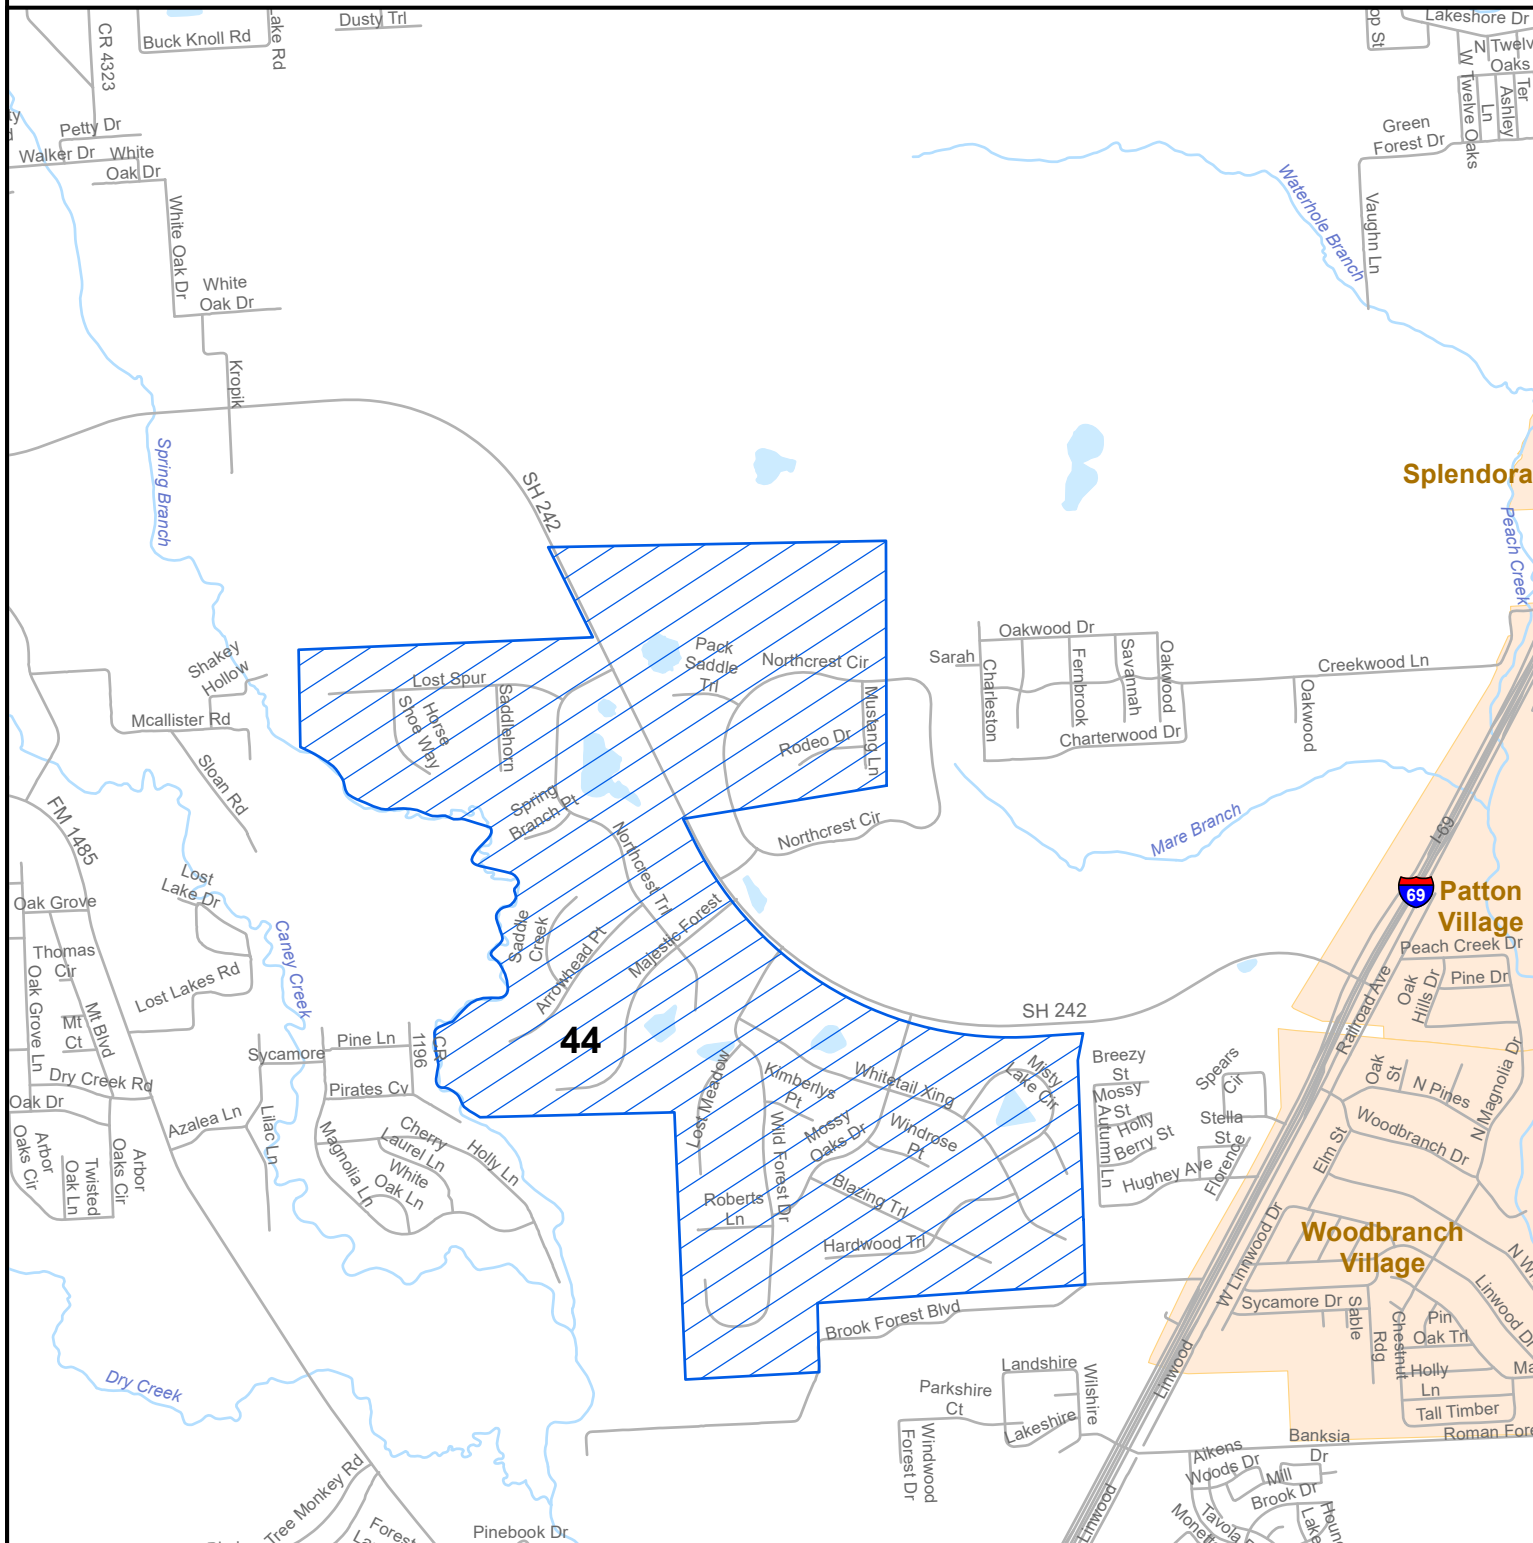 Dusty Trl
Buck Knoll Rd
CR 4323
Lakeshore Dr
N Twelve
Oaks
W Twelve Oaks
Ln
Ashley
Ter
Green
Forest Dr
Vaughn Ln
Petty Dr
Walker Dr
White
Oak Dr
White Oak Dr
White
Oak Dr
Kropik
Waterhole Branch
Spring Branch
SH 242
Splendora
Peach Creek
Shakey
Hollow
Mcallister Rd
Sloan Rd
FM 1485
Lost Spur
Horse
Shoe Way
Saddlehorn
Pack
Saddle
Trl
Northcrest Cir
Mustang Ln
Rodeo Dr
Northcrest Cir
Spring
Branch Pt
Northcrest Trl
Oakwood Dr
Sarah
Charleston
Fernbrook
Savannah
Oakwood
Charterwood Dr
Creekwood Ln
Oakwood
Mare Branch
I-69
69
Patton
Village
Peach Creek Dr
Pine Dr
Oak
Hills Dr
Railroad Ave
Oak Grove
Thomas
Cir
Oak Grove Ln
Mt
Ct
Mt Blvd
Dry Creek Rd
Oak Dr
Arbor
Oaks Cir
Twisted
Oak Ln
Arbor
Oaks Cir
Lost
Lake Dr
Lost Lakes Rd
Caney Creek
Saddle
Creek
Arrowhead Pt
Majestic Forest
44
SH 242
Sycamore
Pine Ln
CR
1196
Pirates Cv
Azalea Ln
Lilac Ln
Magnolia Ln
Cherry
Laurel Ln
White
Oak Ln
Holly Ln
Lost Meadow
Kimberlys
Pt
Whitetail Xing
Misty
Lake Cir
Mossy
Oaks Dr
Windrose
Pt
Wild Forest Dr
Roberts
Ln
Blazing Trl
Hardwood Trl
Brook Forest Blvd
Breezy
St
Mossy
St
Autumn Ln
Holly
Berry St
Hughey Ave
Spears
Cir
Stella
St
Florence
Oak
St
N Pines
N Magnolia Dr
Woodbranch Dr
Elm St
Woodbranch
Village
W Linnwood Dr
Sycamore Dr
Sable
Rdg
Chestnut
Pin
Oak Trl
Linwood Dr
Holly
Ln
Tall Timber
Banksia
Dr
Linwood
Landshire
Wilshire
Lakeshire
Parkshire
Ct
Windwood
Forest Dr
Aikens
Woods Dr
Mill
Brook Dr
Tavola
Linwood
Dry Creek
Tree Monkey Rd
Forest
Pinebook Dr